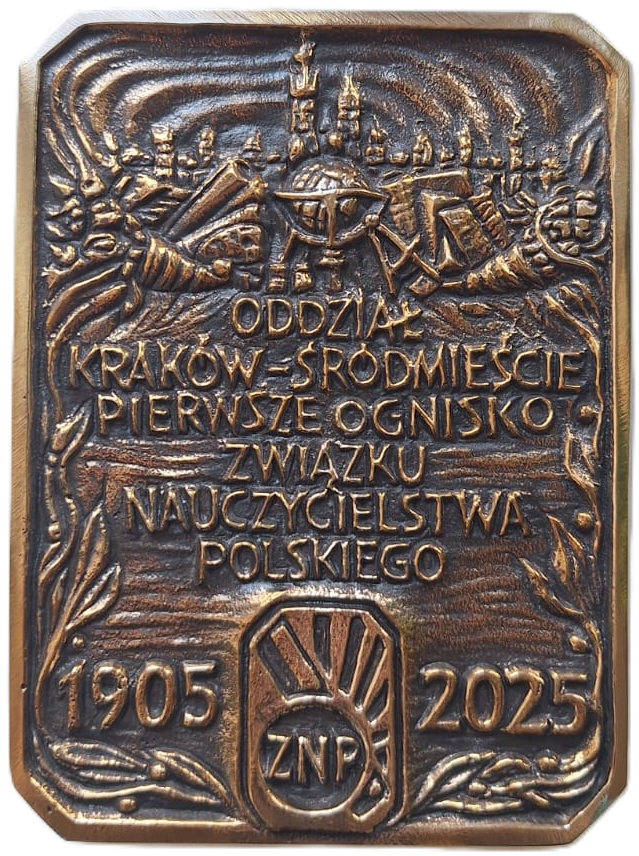 ODDZIAŁ
KRAKÓW-ŚRÓDMIEŚCIE
PIERWSZE OGNISKO
ZWIĄZKU
NAUCZYCIELSTWA
POLSKIEGO
1905 2025
ZNP